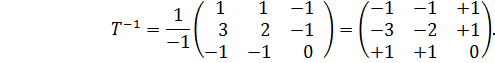 T⁻¹ = \frac{1}{-1} \begin{pmatrix} 1 & 1 & -1 \\ 3 & 2 & -1 \\ -1 & -1 & 0 \end{pmatrix} = \begin{pmatrix} -1 & -1 & +1 \\ -3 & -2 & +1 \\ +1 & +1 & 0 \end{pmatrix}.